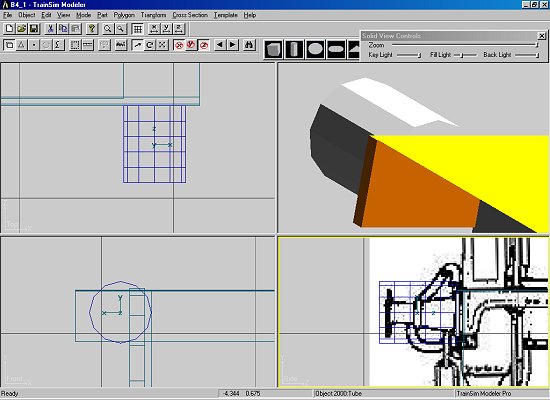 B4_1 - TrainSim Modeler
File Object Edit View Mode Part Polygon Transform Cross Section Template Help
Solid View Controls
Zoom
Key Light Fill Light Back Light
z
Y x
Top
Y
x z
Front
Side
Ready -4.344 0.675 Object 2000:Tube TrainSim Modeler Pro